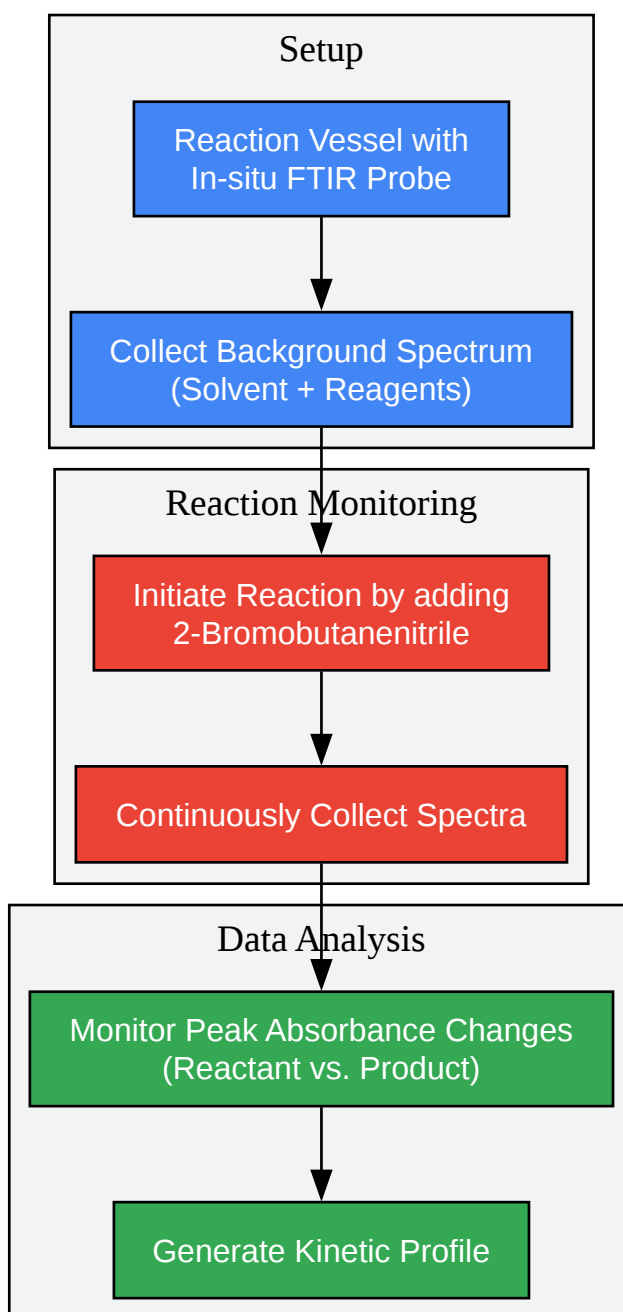 Setup
Reaction Vessel with
In-situ FTIR Probe
Collect Background Spectrum
(Solvent + Reagents)
Reaction Monitoring
Initiate Reaction by adding
2-Bromobutanenitrile
Continuously Collect Spectra
Data Analysis
Monitor Peak Absorbance Changes
(Reactant vs. Product)
Generate Kinetic Profile